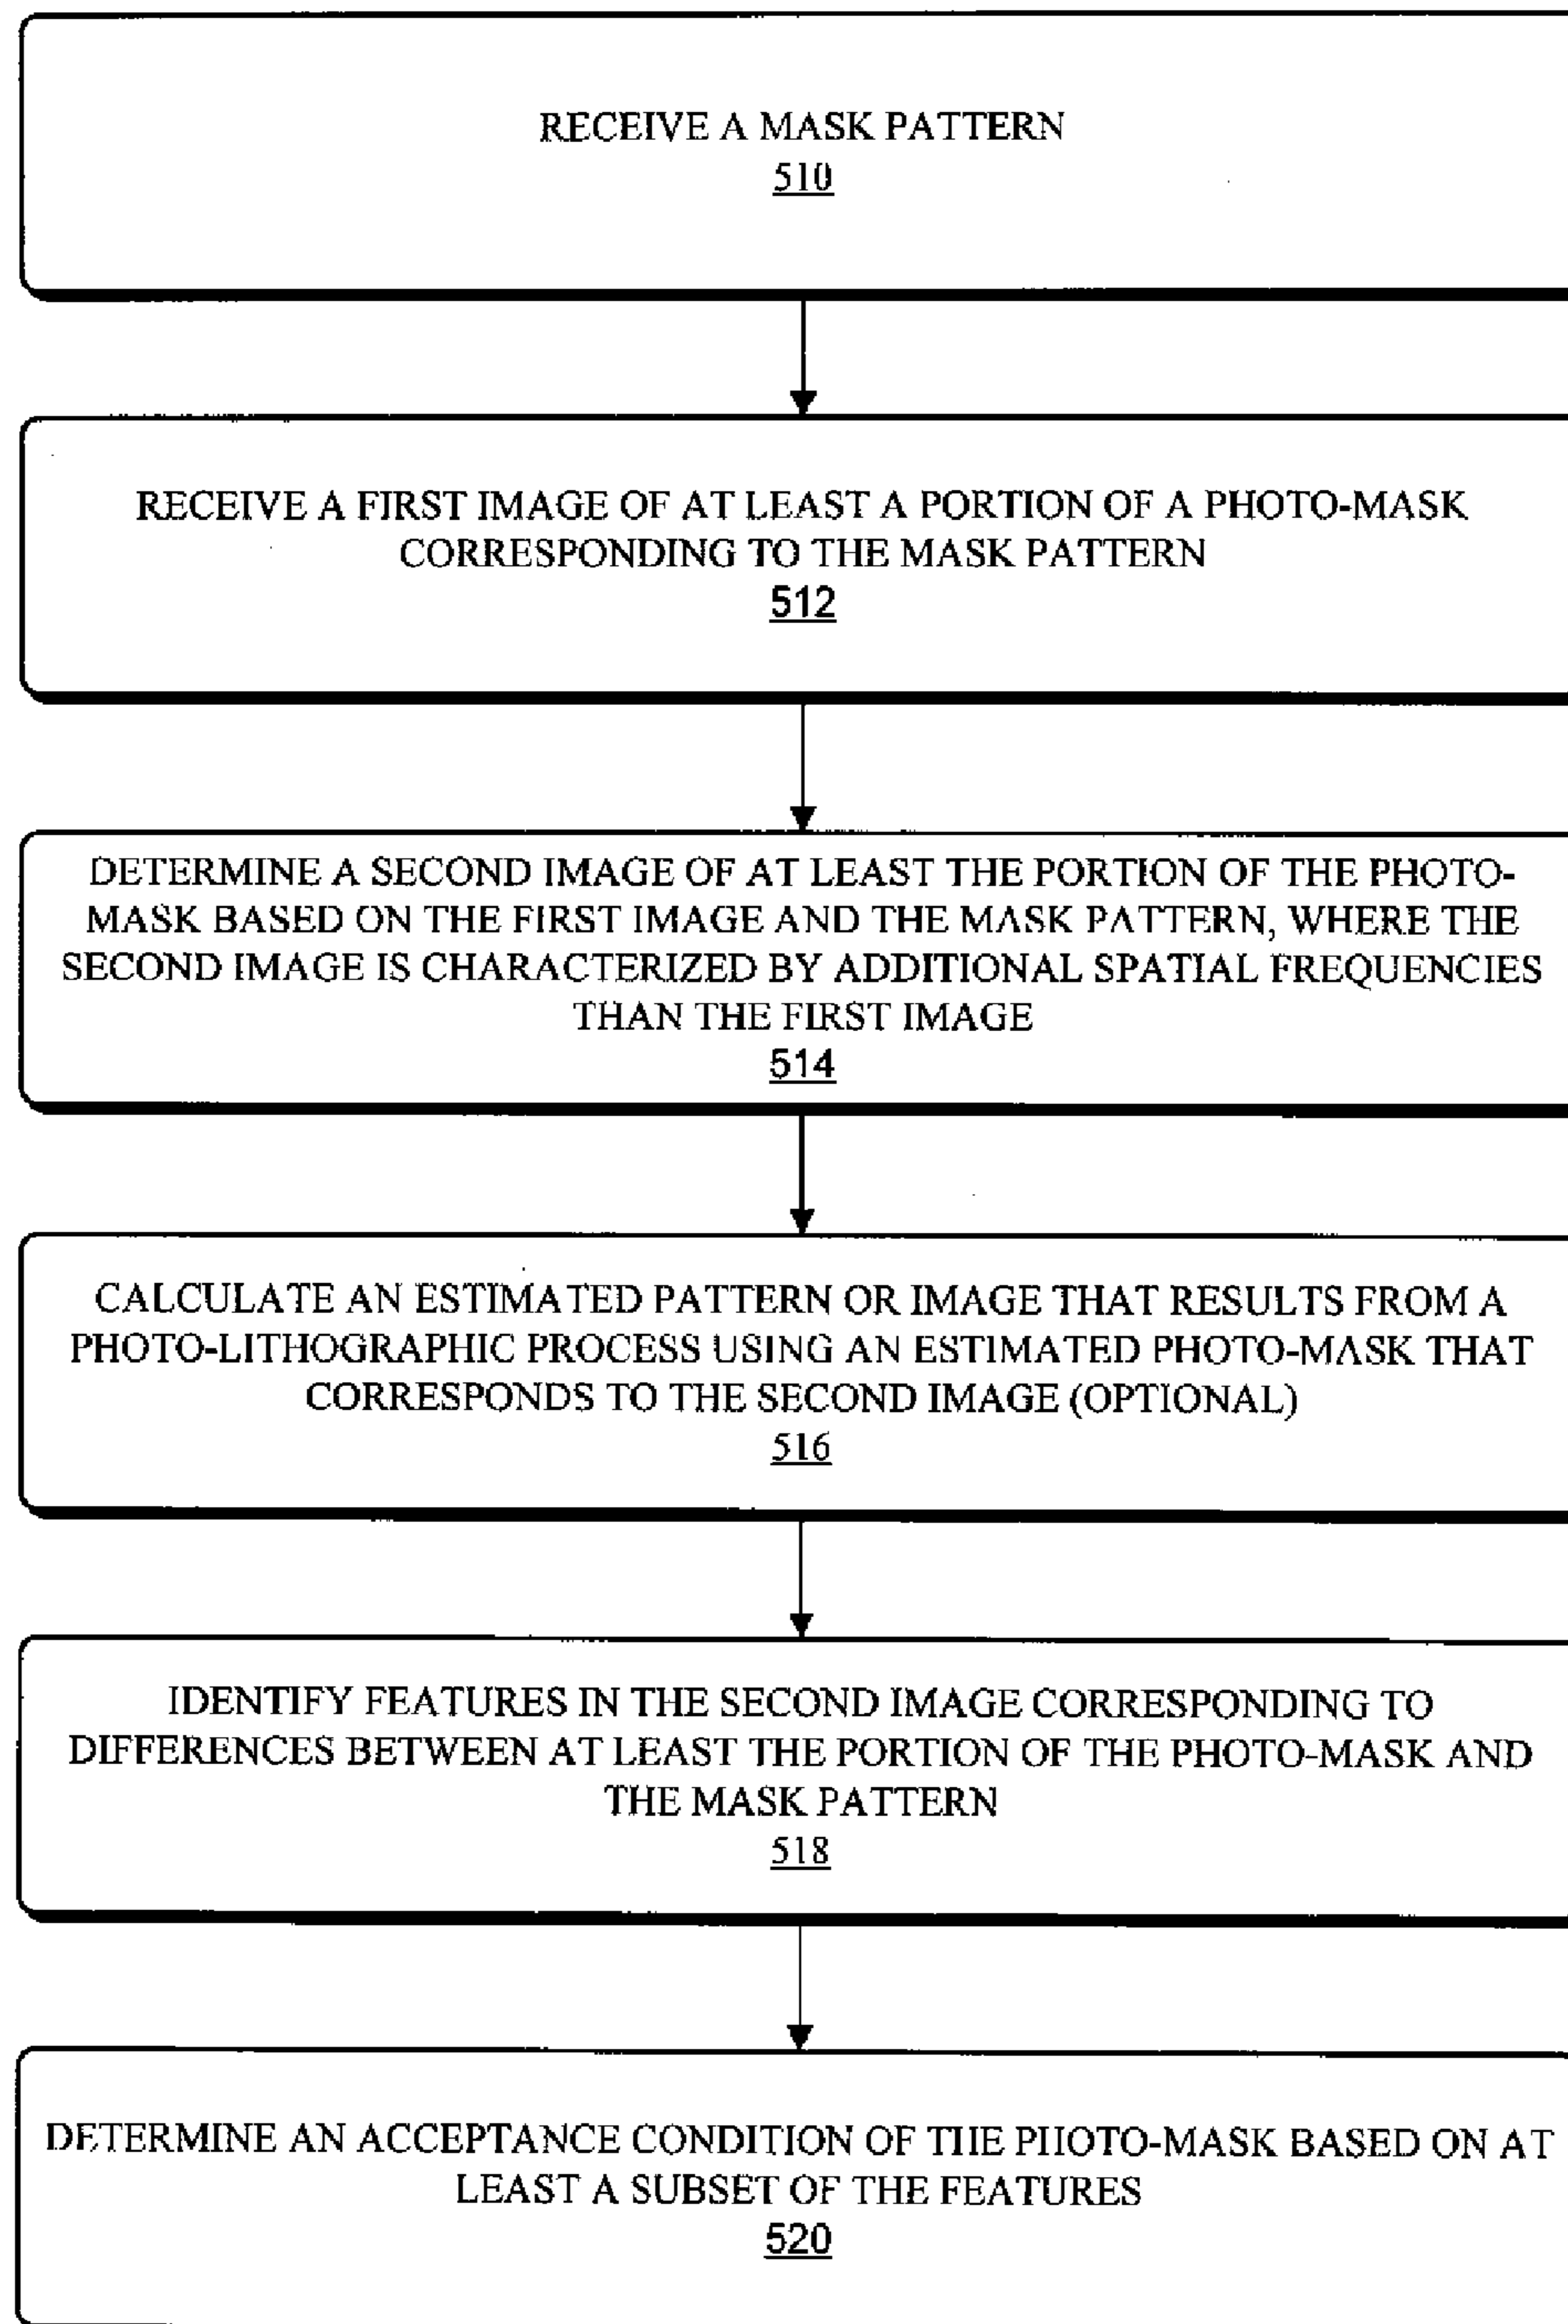 RECEIVE A MASK PATTERN
510
RECEIVE A FIRST IMAGE OF AT LEAST A PORTION OF A PHOTO-MASK
CORRESPONDING TO THE MASK PATTERN
512
DETERMINE A SECOND IMAGE OF AT LEAST THE PORTION OF THE PHOTO-
MASK BASED ON THE FIRST IMAGE AND THE MASK PATTERN, WHERE THE
SECOND IMAGE IS CHARACTERIZED BY ADDITIONAL SPATIAL FREQUENCIES
THAN THE FIRST IMAGE
514
CALCULATE AN ESTIMATED PATTERN OR IMAGE THAT RESULTS FROM A
PHOTO-LITHOGRAPHIC PROCESS USING AN ESTIMATED PHOTO-MASK THAT
CORRESPONDS TO THE SECOND IMAGE (OPTIONAL)
516
IDENTIFY FEATURES IN THE SECOND IMAGE CORRESPONDING TO
DIFFERENCES BETWEEN AT LEAST THE PORTION OF THE PHOTO-MASK AND
THE MASK PATTERN
518
DETERMINE AN ACCEPTANCE CONDITION OF THE PHOTO-MASK BASED ON AT
LEAST A SUBSET OF THE FEATURES
520